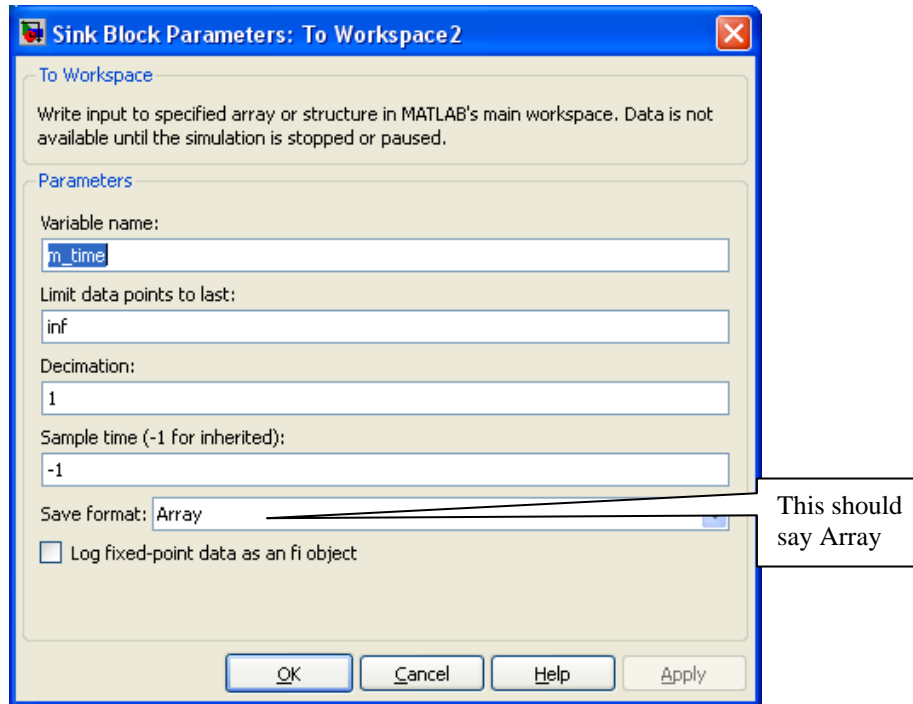 Sink Block Parameters: To Workspace2
To Workspace
Write input to specified array or structure in MATLAB's main workspace. Data is not
available until the simulation is stopped or paused.
Parameters
Variable name:
m_time
Limit data points to last:
inf
Decimation:
1
Sample time (-1 for inherited):
-1
Save format: Array
This should
say Array
Log fixed-point data as an fi object
OK Cancel Help Apply